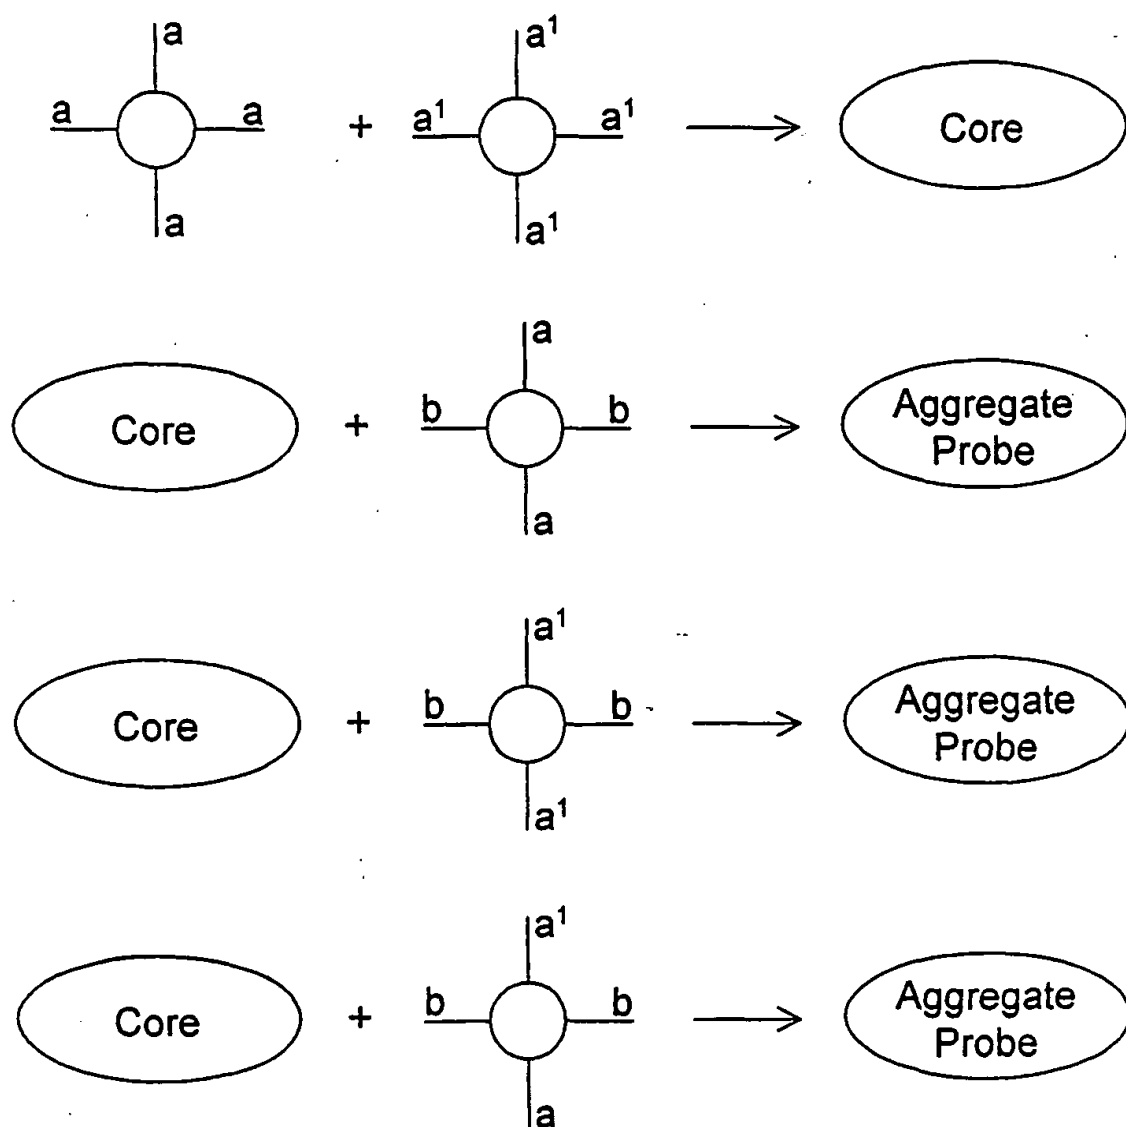 a
a a
a
+
a¹
a¹ a¹
a¹
Core
Core
+
a
b b
a
Aggregate
Probe
Core
+
a¹
b b
a¹
Aggregate
Probe
Core
+
a¹
b b
a
Aggregate
Probe